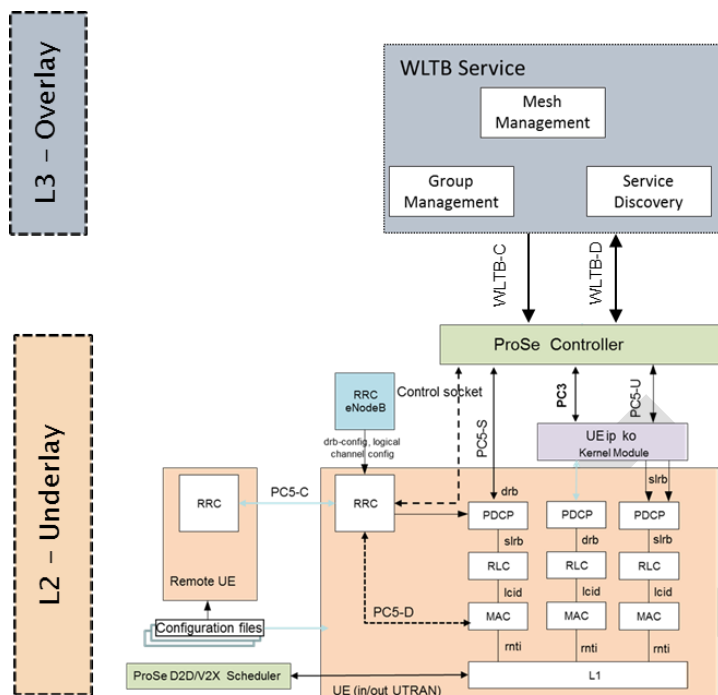 L3 – Overlay
WLTB Service
Mesh
Management
Group
Management
Service
Discovery
WLTB-C
WLTB-D
ProSe Controller
L2 – Underlay
RRC
eNodeB
Control socket
PC5-S
PC3
PC5-U
UE ip ko
Kernel Module
drb-config, logical
channel config
RRC
PC5-C
RRC
drb
slrb
PDCP
PDCP
PDCP
slrb
drb
slrb
RLC
RLC
RLC
lcid
lcid
lcid
Remote UE
PC5-D
MAC
MAC
MAC
Configuration files
rnti
rnti
rnti
ProSe D2D/V2X Scheduler
L1
UE (in/out UTRAN)